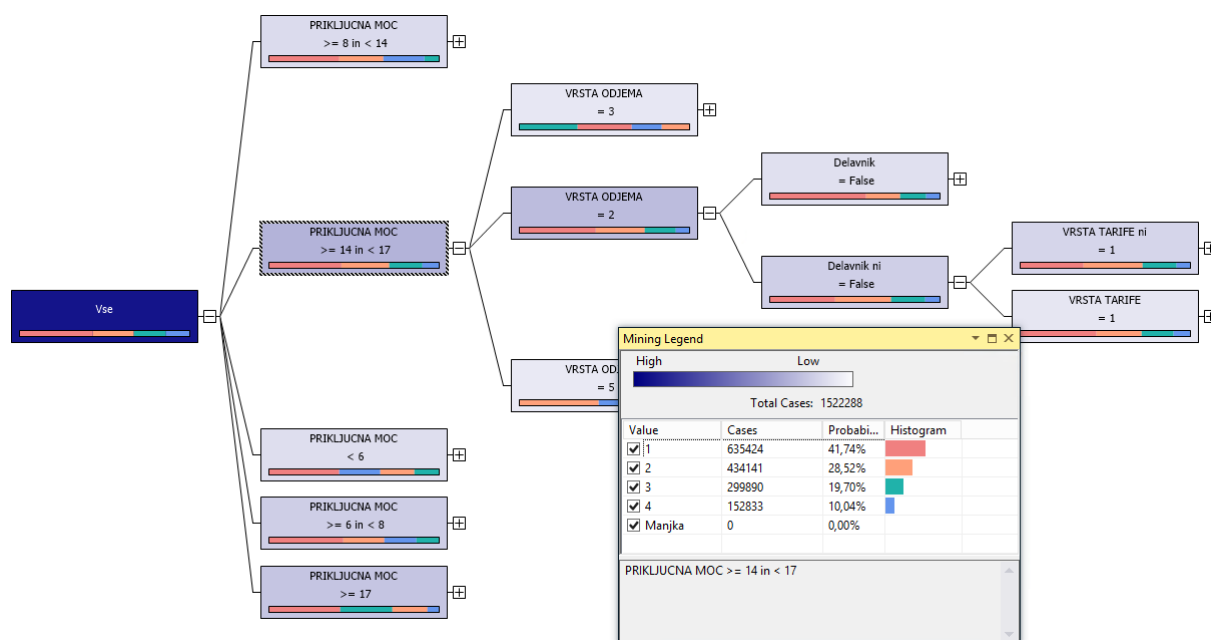 PRIKLJUCNA MOC
>= 8 in < 14
VRSTA ODJEMA
= 3
Delavnik
= False
PRIKLJUCNA MOC
>= 14 in < 17
VRSTA ODJEMA
= 2
VRSTA TARIFE ni
= 1
Delavnik ni
= False
Vse
VRSTA TARIFE
= 1
VRSTA OD
= 5
PRIKLJUCNA MOC
< 6
PRIKLJUCNA MOC
>= 6 in < 8
PRIKLJUCNA MOC
>= 17
Mining Legend
High Low
Total Cases: 1522288
Value Cases Probabi... Histogram
1 635424 41,74%
2 434141 28,52%
3 299890 19,70%
4 152833 10,04%
Manjka 0 0,00%
PRIKLJUCNA MOC >= 14 in < 17